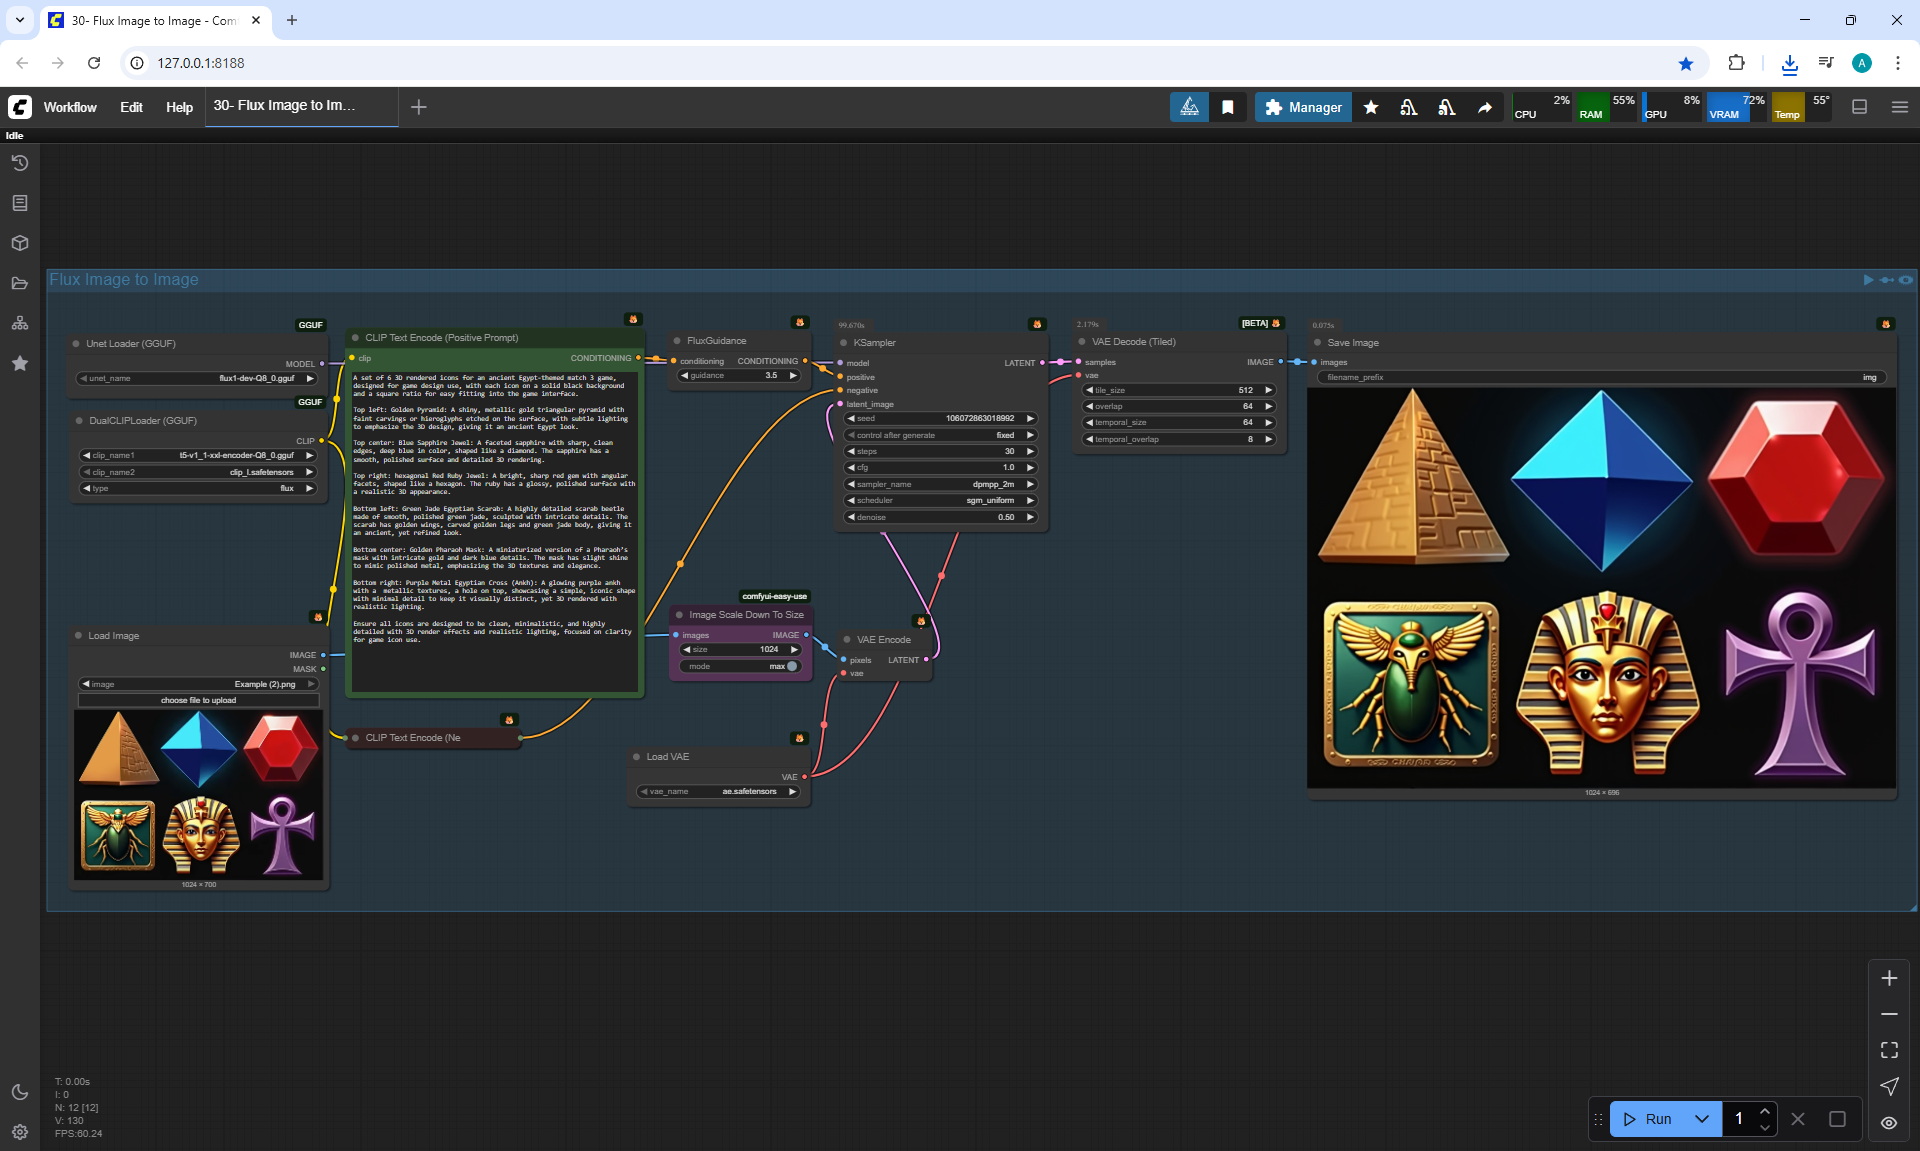 30- Flux Image to Image - Com
127.0.0.1:8188
A
Workflow
Edit
Help
30- Flux Image to Im...
Manager
CPU
2%
RAM
55%
GPU
8%
VRAM
72%
Temp
55°
Idle
Flux Image to Image
GGUF
Unet Loader (GGUF)
MODEL
unet_name
flux1-dev-Q8_0.gguf
GGUF
DualCLIPLoader (GGUF)
CLIP
clip_name1
t5-v1_1-xxl-encoder-Q8_0.gguf
clip_name2
clip_l.safetensors
type
flux
Load Image
IMAGE
MASK
image
Example (2).png
choose file to upload
1024 × 700
CLIP Text Encode (Positive Prompt)
clip
CONDITIONING
A set of 6 3D rendered icons for an ancient Egypt-themed match 3 game,
designed for game design use, with each icon on a solid black background
and a square ratio for easy fitting into the game interface.
Top left: Golden Pyramid: A shiny, metallic gold triangular pyramid with
faint carvings or hieroglyphs etched on the surface, with subtle lighting
to emphasize the 3D design, giving it an ancient Egypt look.
Top center: Blue Sapphire Jewel: A faceted sapphire with sharp, clean
edges, deep blue in color, shaped like a diamond. The sapphire has a
smooth, polished surface and detailed 3D rendering.
Top right: hexagonal Red Ruby Jewel: A bright, sharp red gem with angular
facets, shaped like a hexagon. The ruby has a glossy, polished surface with
a realistic 3D appearance.
Bottom left: Green Jade Egyptian Scarab: A highly detailed scarab beetle
made of smooth, polished green jade, sculpted with intricate details. The
scarab has golden wings, carved golden legs and green jade body, giving it
an ancient, yet refined look.
Bottom center: Golden Pharaoh Mask: A miniaturized version of a Pharaoh's
mask with intricate gold and dark blue details. The mask has slight shine
to mimic polished metal, emphasizing the 3D textures and elegance.
Bottom right: Purple Metal Egyptian Cross (Ankh): A glowing purple ankh
with a  metallic textures, a hole on top, showcasing a simple, iconic shape
with minimal detail to keep it visually distinct, yet 3D rendered with
realistic lighting.
Ensure all icons are designed to be clean, minimalistic, and highly
detailed with 3D render effects and realistic lighting, focused on clarity
for game icon use.
CLIP Text Encode (Ne
FluxGuidance
conditioning
CONDITIONING
guidance
3.5
99.670s
KSampler
model
LATENT
positive
negative
latent_image
seed
106072863018992
control after generate
fixed
steps
30
cfg
1.0
sampler_name
dpmpp_2m
scheduler
sgm_uniform
denoise
0.50
comfyui-easy-use
Image Scale Down To Size
images
IMAGE
size
1024
mode
max
VAE Encode
pixels
LATENT
vae
Load VAE
VAE
vae_name
ae.safetensors
[BETA]
VAE Decode (Tiled)
samples
IMAGE
vae
tile_size
512
overlap
64
temporal_size
64
temporal_overlap
8
0.075s
Save Image
images
filename_prefix
img
1024 × 696
T: 0.00s
I: 0
N: 12 [12]
V: 130
FPS:60.24
Run
1